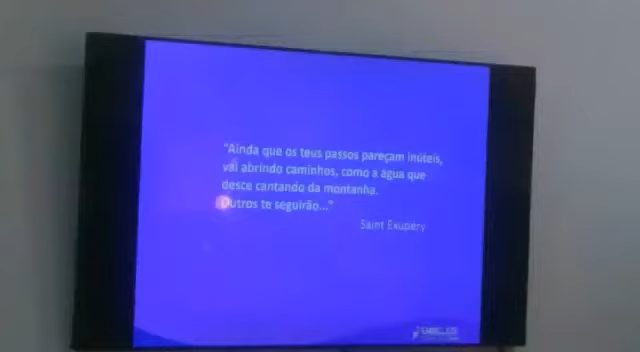 "Ainda que os teus passos pareçam inúteis,
vai abrindo caminhos, como a água que
desce cantando da montanha.
Outros te seguirão..."
Saint Exupéry